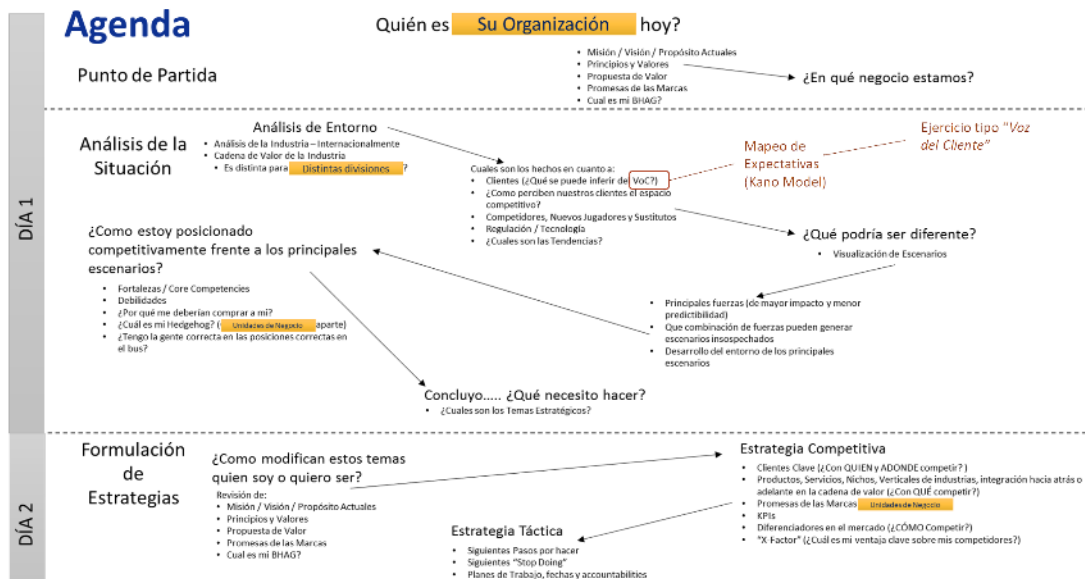 Agenda
Quién es Su Organización hoy?
Punto de Partida
• Misión / Visión / Propósito Actuales
• Principios y Valores
• Propuesta de Valor
• Promesas de las Marcas
• Cual es mi BHAG?
¿En qué negocio estamos?
DÍA 1
Análisis de la
Situación
Análisis de Entorno
• Análisis de la Industria – Internacionalmente
• Cadena de Valor de la Industria
• Es distinta para Distintas divisiones ?
Cuales son los hechos en cuanto a:
• Clientes (¿Qué se puede inferir de VoC?)
• ¿Como perciben nuestros clientes el espacio
competitivo?
• Competidores, Nuevos Jugadores y Sustitutos
• Regulación / Tecnología
• ¿Cuales son las Tendencias?
Mapeo de
Expectativas
(Kano Model)
Ejercicio tipo “Voz
del Cliente”
¿Qué podría ser diferente?
• Visualización de Escenarios
• Principales fuerzas (de mayor impacto y menor
predictibilidad)
• Que combinación de fuerzas pueden generar
escenarios insospechados
• Desarrollo del entorno de los principales
escenarios
¿Como estoy posicionado
competitivamente frente a los principales
escenarios?
• Fortalezas / Core Competencies
• Debilidades
• ¿Por qué me deberían comprar a mi?
• ¿Cuál es mi Hedgehog? ( Unidades de Negocio aparte)
• ¿Tengo la gente correcta en las posiciones correctas en
el bus?
Concluyo….. ¿Qué necesito hacer?
• ¿Cuales son los Temas Estratégicos?
DÍA 2
Formulación
de
Estrategias
¿Como modifican estos temas
quien soy o quiero ser?
Revisión de:
• Misión / Visión / Propósito Actuales
• Principios y Valores
• Propuesta de Valor
• Promesas de las Marcas
• Cual es mi BHAG?
Estrategia Competitiva
• Clientes Clave (¿Con QUIEN y ADONDE competir? )
• Productos, Servicios, Nichos, Verticales de industrias, integración hacia atrás o
adelante en la cadena de valor (¿Con QUÉ competir?)
• Promesas de las Marcas Unidades de Negocio
• KPIs
• Diferenciadores en el mercado (¿CÓMO Competir?)
• “X-Factor” (¿Cuál es mi ventaja clave sobre mis competidores?)
Estrategia Táctica
• Siguientes Pasos por hacer
• Siguientes “Stop Doing”
• Planes de Trabajo, fechas y accountabilities